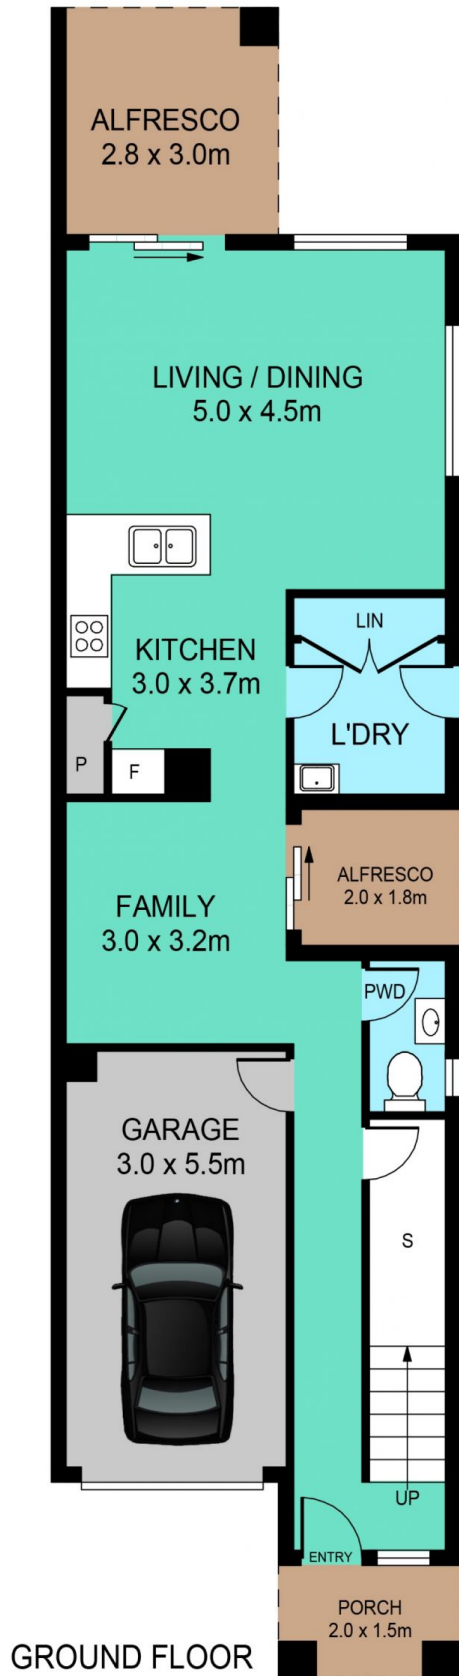 ALFRESCO
2.8 x 3.0m
LIVING / DINING
5.0 x 4.5m
LIN
KITCHEN
3.0 x 3.7m
L'DRY
P
F
ALFRESCO
2.0 x 1.8m
FAMILY
3.0 x 3.2m
PWD
GARAGE
3.0 x 5.5m
S
UP
ENTRY
PORCH
2.0 x 1.5m
GROUND FLOOR